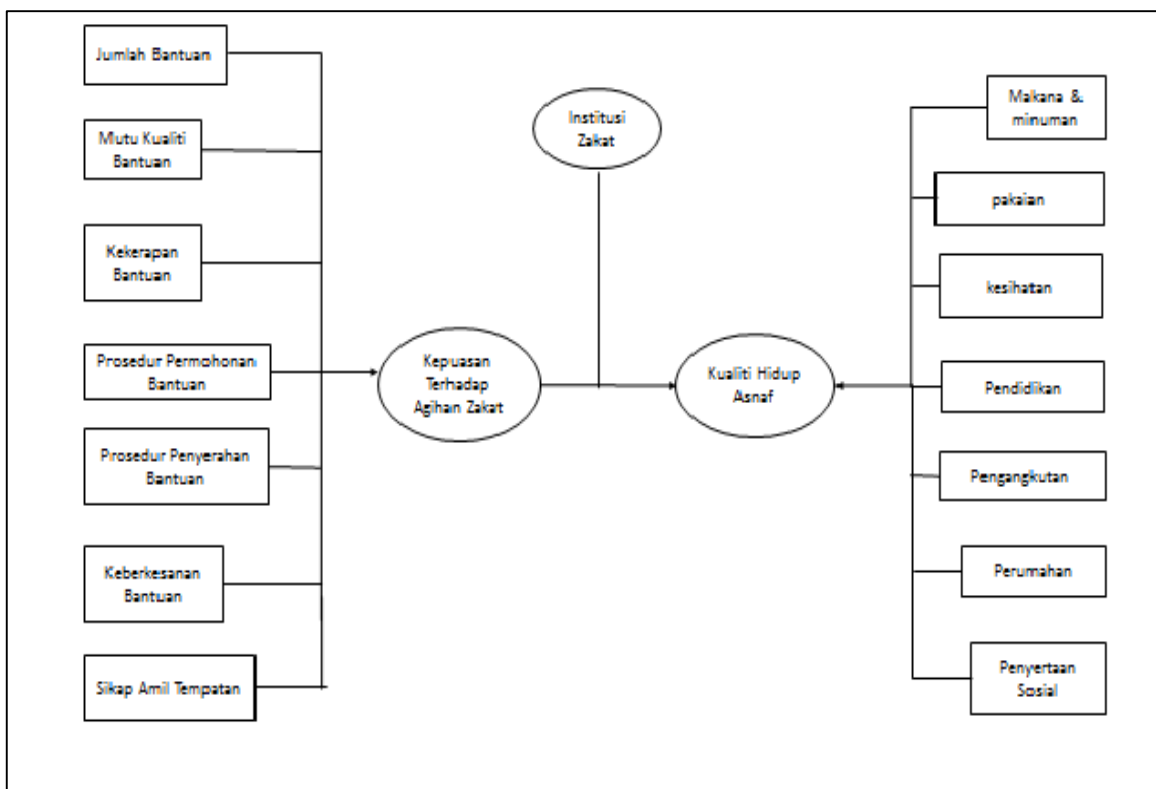 Jumlah Bantuan
Mutu Kualiti
Bantuan
Kekerapan
Bantuan
Prosedur Permohonan
Bantuan
Prosedur Penyerahan
Bantuan
Keberkesanan
Bantuan
Sikap Amil Tempatan
Kepuasan
Terhadap
Agihan Zakat
Institusi
Zakat
Kualiti Hidup
Asnaf
Makana &
minuman
pakaian
kesihatan
Pendidikan
Pengangkutan
Perumahan
Penyertaan
Sosial